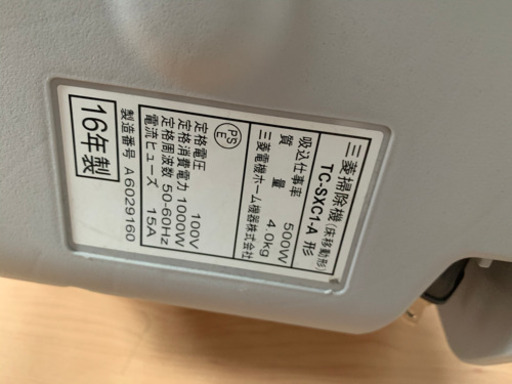 三菱掃除機(床移動形)
TC-SXC1-A 形
吸込仕事率 500W
質量 4.0kg
三菱電機ホーム機器株式会社
PS
E
定格電圧 100V
定格消費電力 1000W
定格周波数 50-60Hz
電流ヒューズ 15A
16年製
製造番号 A6029160